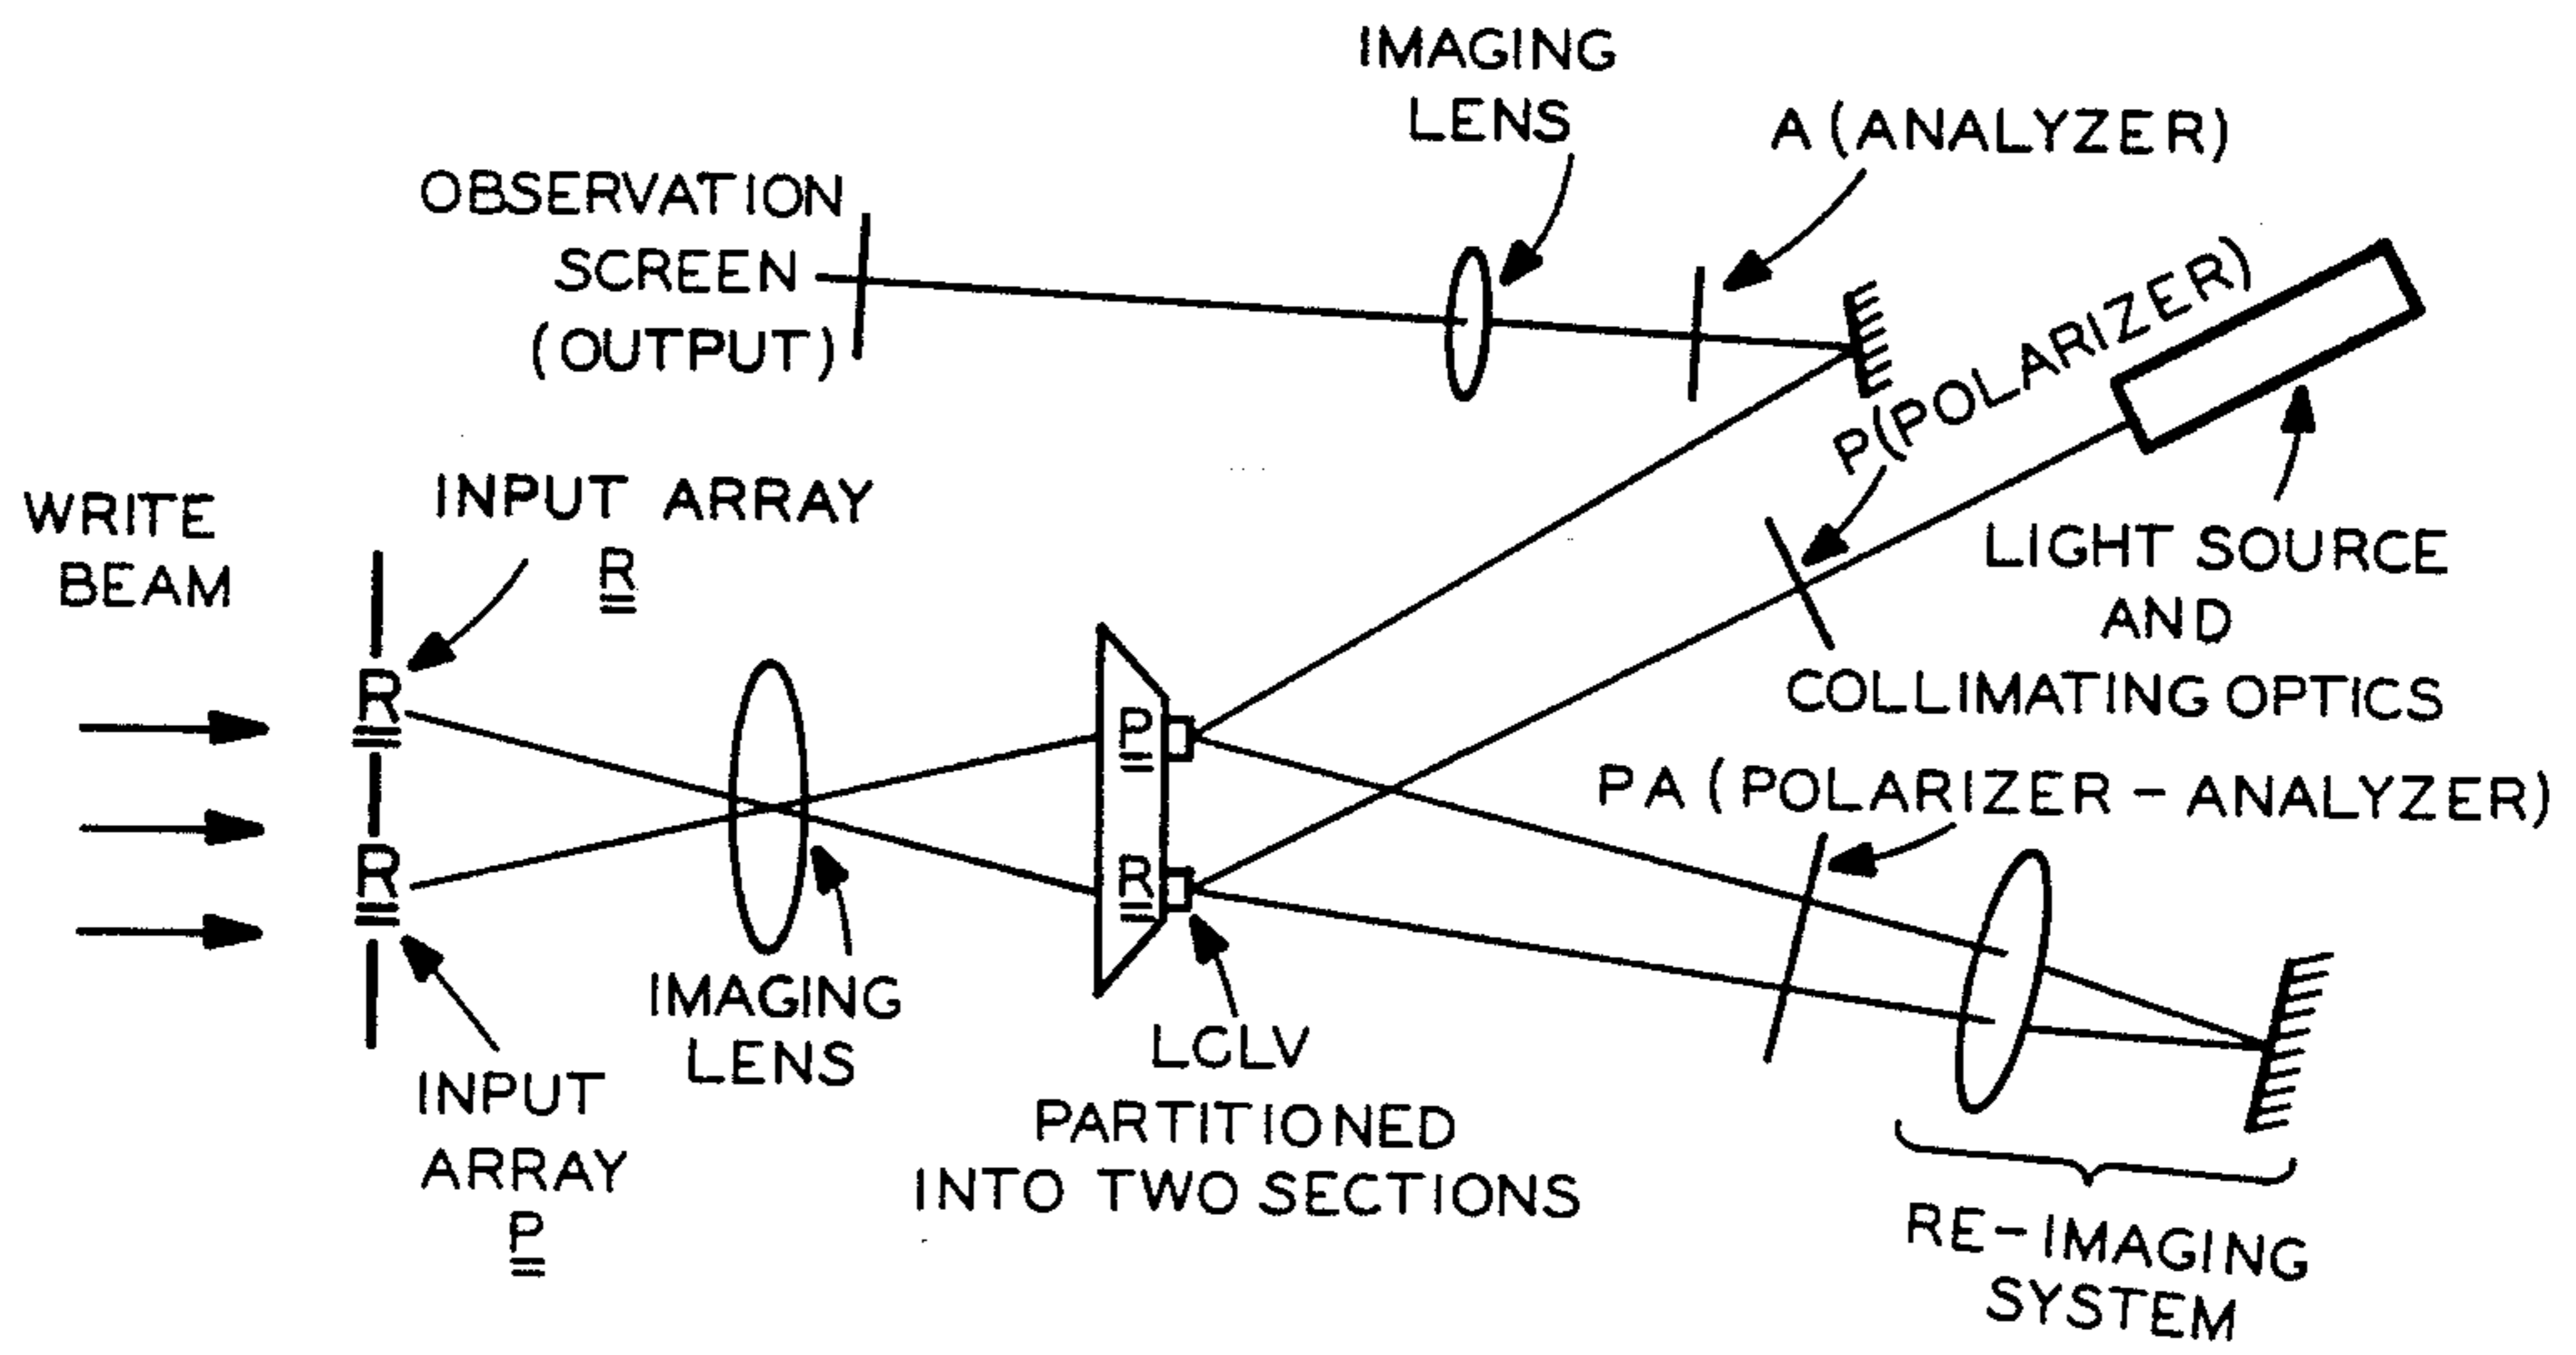 IMAGING
LENS
A (ANALYZER)
OBSERVATION
SCREEN
(OUTPUT)
P(POLARIZER)
WRITE
BEAM
INPUT ARRAY
R
LIGHT SOURCE
AND
COLLIMATING OPTICS
R
R
P
R
PA (POLARIZER - ANALYZER)
IMAGING
LENS
LCLV
PARTITIONED
INTO TWO SECTIONS
INPUT
ARRAY
P
RE-IMAGING
SYSTEM